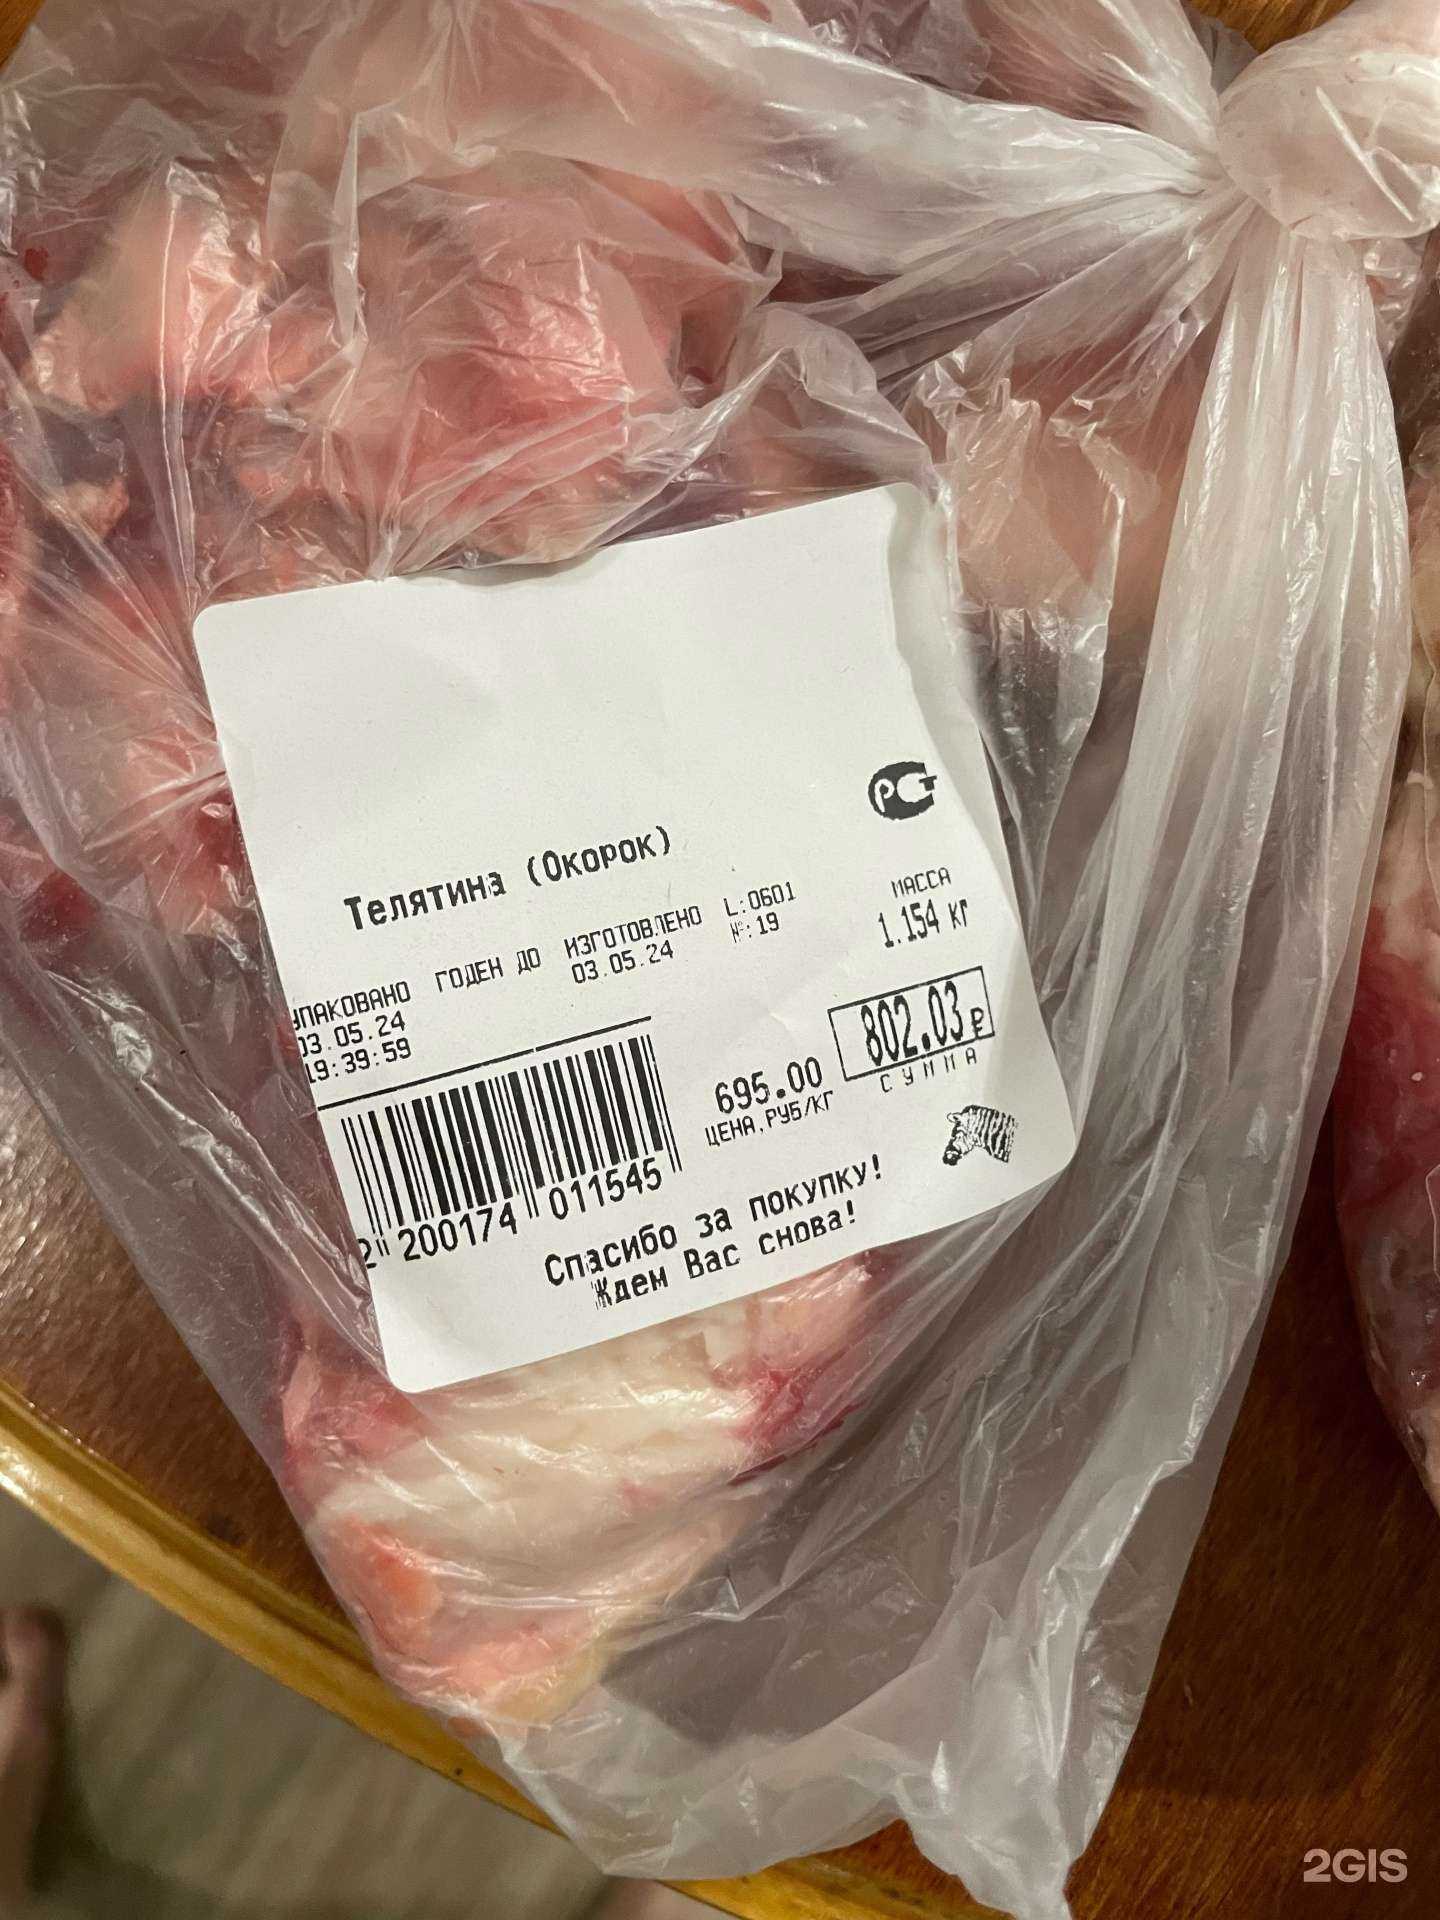 РСТ
Телятина (Окорок)
УПАКОВАНО ГОДЕН ДО ИЗГОТОВЛЕНО L:0601
03.05.24 03.05.24 №:19
19:39:59
МАССА
1.154 кг
802.03 ₽
СУММА
695.00
ЦЕНА,РУБ/КГ
2 200174 011545
Спасибо за покупку!
Ждем Вас снова!
2GIS